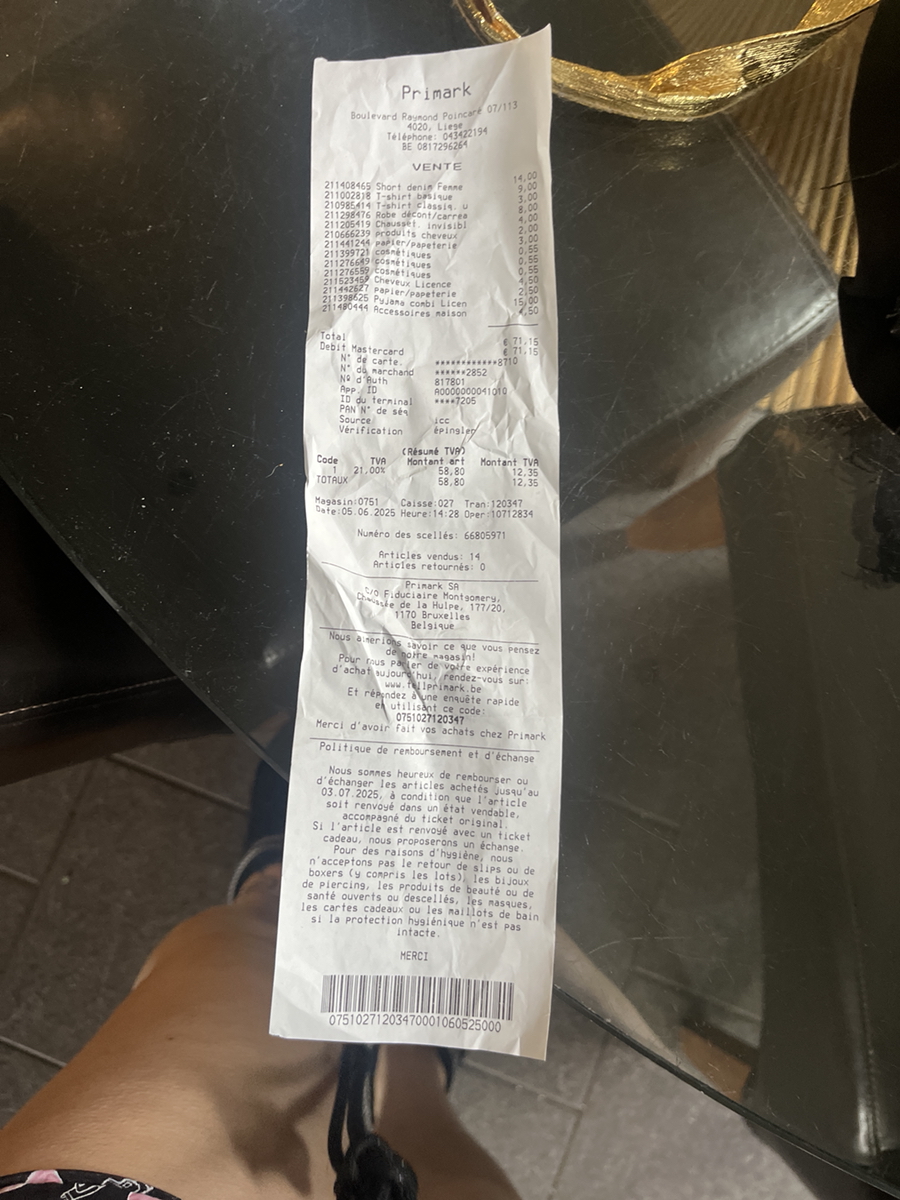 Primark
Boulevard Raymond Poincaré 07/113
4020, Liege
Téléphone: 043422194
BE 0817296264
VENTE
211408465 Short denim Femme 14,00
211002818 T-shirt basique 9,00
210985414 T-shirt classiq. u 3,00
211298476 Robe décont/carrea 8,00
211205419 Chausset. invisibl 4,00
210666239 produits cheveux 2,00
211441244 papier/papeterie 3,00
211399721 cosmétiques 0,55
211276649 cosmétiques 0,55
211276559 cosmétiques 0,55
211523459 Cheveux Licence 4,50
211442627 papier/papeterie 2,50
211398625 Pyjama combi Licen 15,00
211480444 Accessoires maison 4,50
Total € 71,15
Debit Mastercard € 71,15
N° de carte. ************8710
N° du marchand ******2852
Nº d'Auth 817801
App. ID A0000000041010
ID du terminal ****7205
PAN N° de séq
Source icc
Vérification épingler
(Résumé TVA)
Code TVA Montant art Montant TVA
1 21,00% 58,80 12,35
TOTAUX 58,80 12,35
Magasin:0751 Caisse:027 Tran:120347
Date:05.06.2025 Heure:14:28 Oper:10712834
Numéro des scellés: 66805971
Articles vendus: 14
Articles retournés: 0
Primark SA
c/o Fiduciaire Montgomery,
Chaussée de la Hulpe, 177/20,
1170 Bruxelles
Belgique
Nous aimerions savoir ce que vous pensez
de notre magasin!
Pour nous parler de votre expérience
d'achat aujourd'hui, rendez-vous sur:
www.tellprimark.be
Et répondez à une enquête rapide
en utilisant ce code:
0751027120347
Merci d'avoir fait vos achats chez Primark
Politique de remboursement et d'échange
Nous sommes heureux de rembourser ou
d'échanger les articles achetés jusqu'au
03.07.2025, à condition que l'article
soit renvoyé dans un état vendable,
accompagné du ticket original.
Si l'article est renvoyé avec un ticket
cadeau, nous proposerons un échange.
Pour des raisons d'hygiène, nous
n'acceptons pas le retour de slips ou de
boxers (y compris les lots), les bijoux
de piercing, les produits de beauté ou de
santé ouverts ou descellés, les masques,
les cartes cadeaux ou les maillots de bain
si la protection hygiénique n'est pas
intacte.
MERCI
07510271203470001060525000